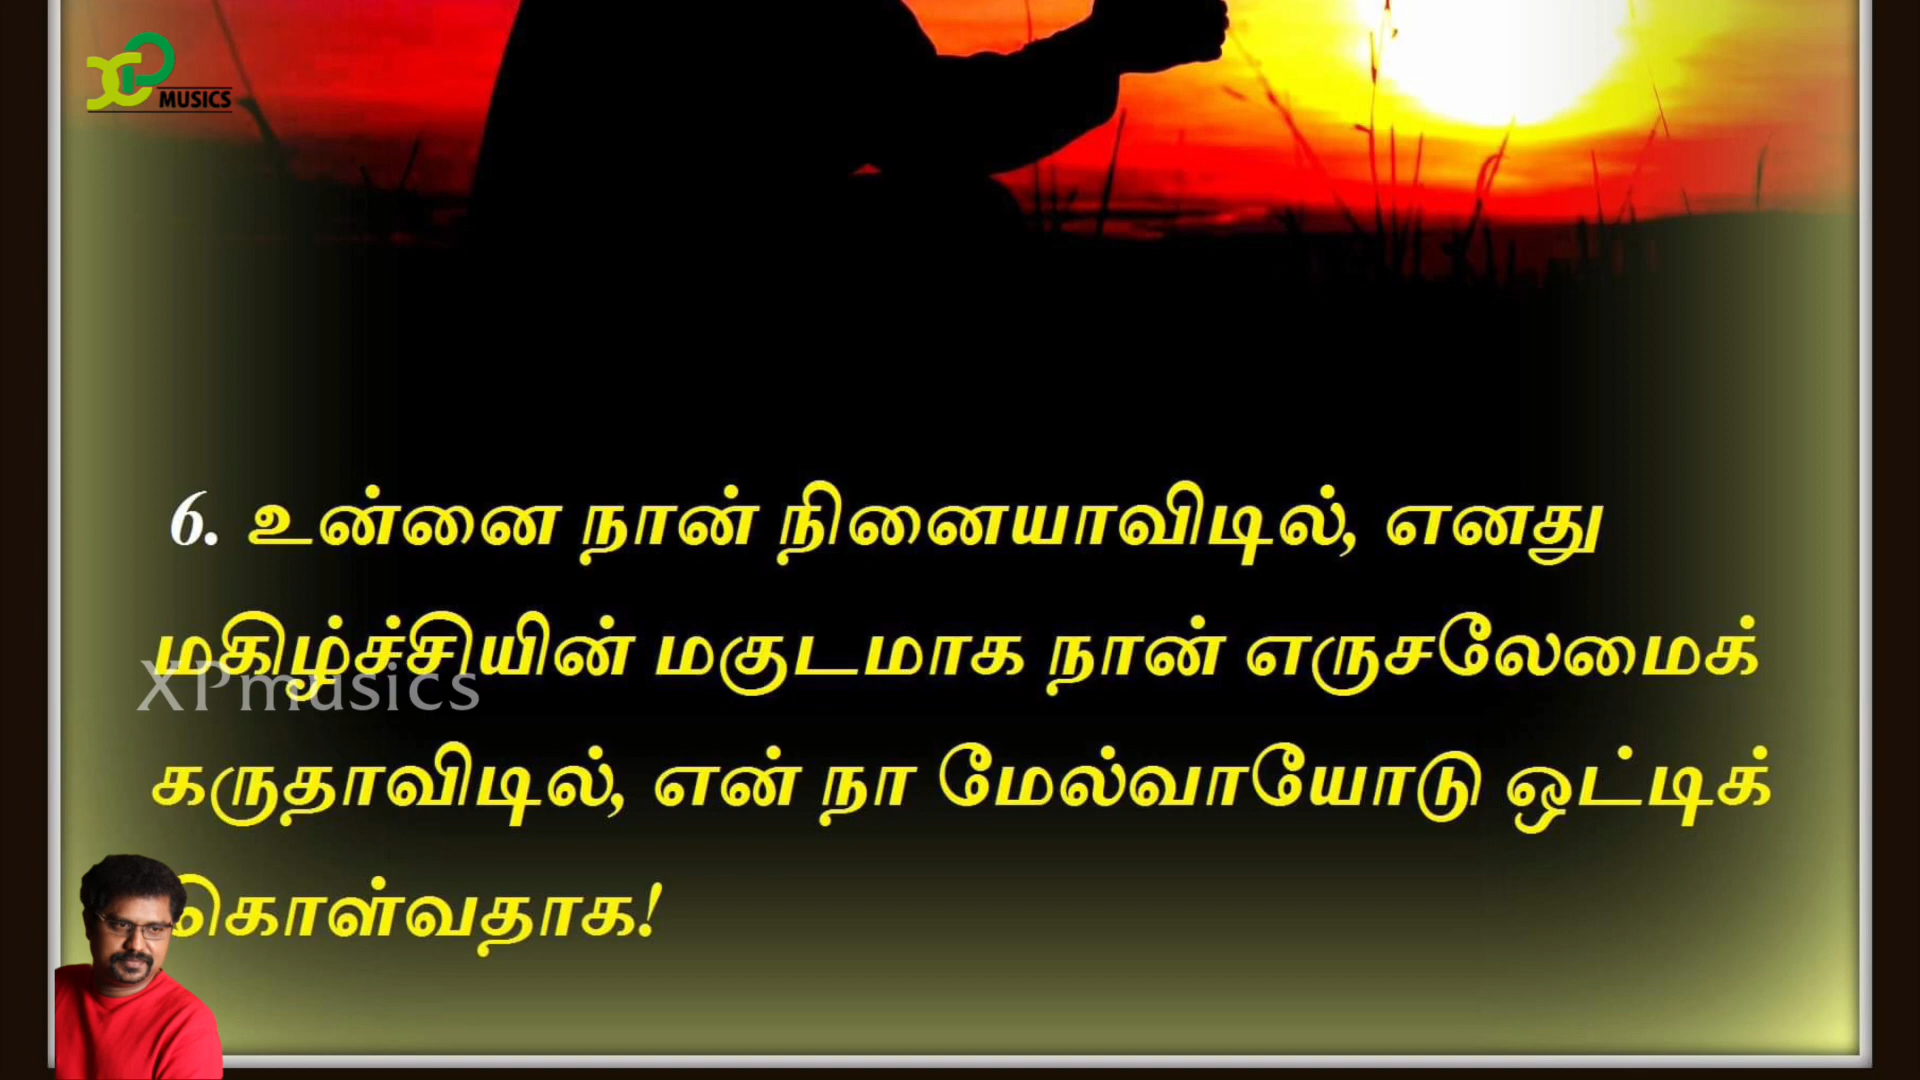 XP MUSICS
6. உன்னை நான் நினையாவிடில், எனது
மகிழ்ச்சியின் மகுடமாக நான் எருசலேமைக்
XPmusics
கருதாவிடில், என் நா மேல்வாயோடு ஒட்டிக்
கொள்வதாக!